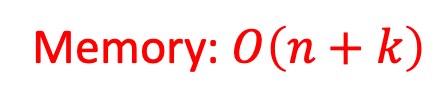 Memory: O(n + k)